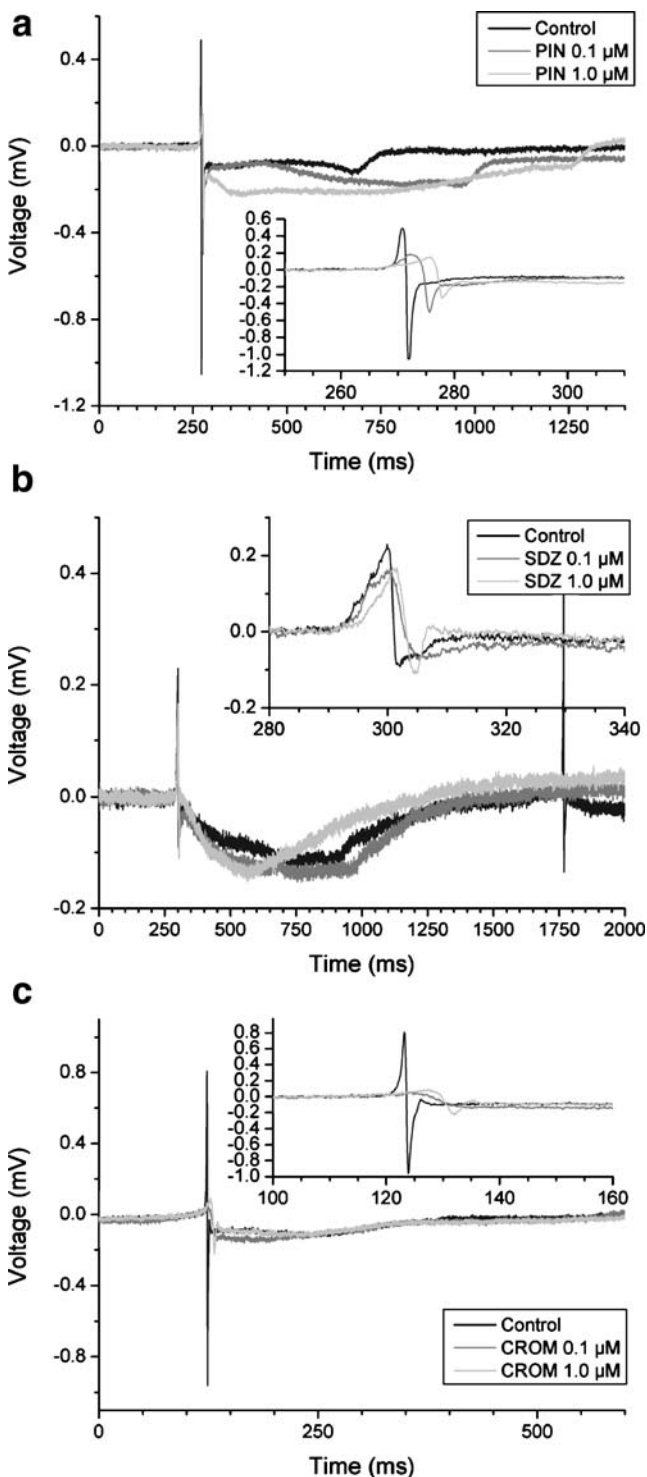 a
Control
PIN 0.1 µM
PIN 1.0 µM
0.4
0.0
-0.4
-0.8
-1.2
Voltage (mV)
0.6
0.4
0.2
0.0
-0.2
-0.4
-0.6
-0.8
-1.0
-1.2
260 280 300
0 250 500 750 1000 1250
Time (ms)
b
Control
SDZ 0.1 µM
SDZ 1.0 µM
0.4
0.2
0.0
-0.2
Voltage (mV)
0.2
0.0
-0.2
280 300 320 340
0 250 500 750 1000 1250 1500 1750 2000
Time (ms)
c
0.8
0.4
0.0
-0.4
-0.8
Voltage (mV)
0.8
0.6
0.4
0.2
0.0
-0.2
-0.4
-0.6
-0.8
-1.0
100 120 140 160
Control
CROM 0.1 µM
CROM 1.0 µM
0 250 500
Time (ms)